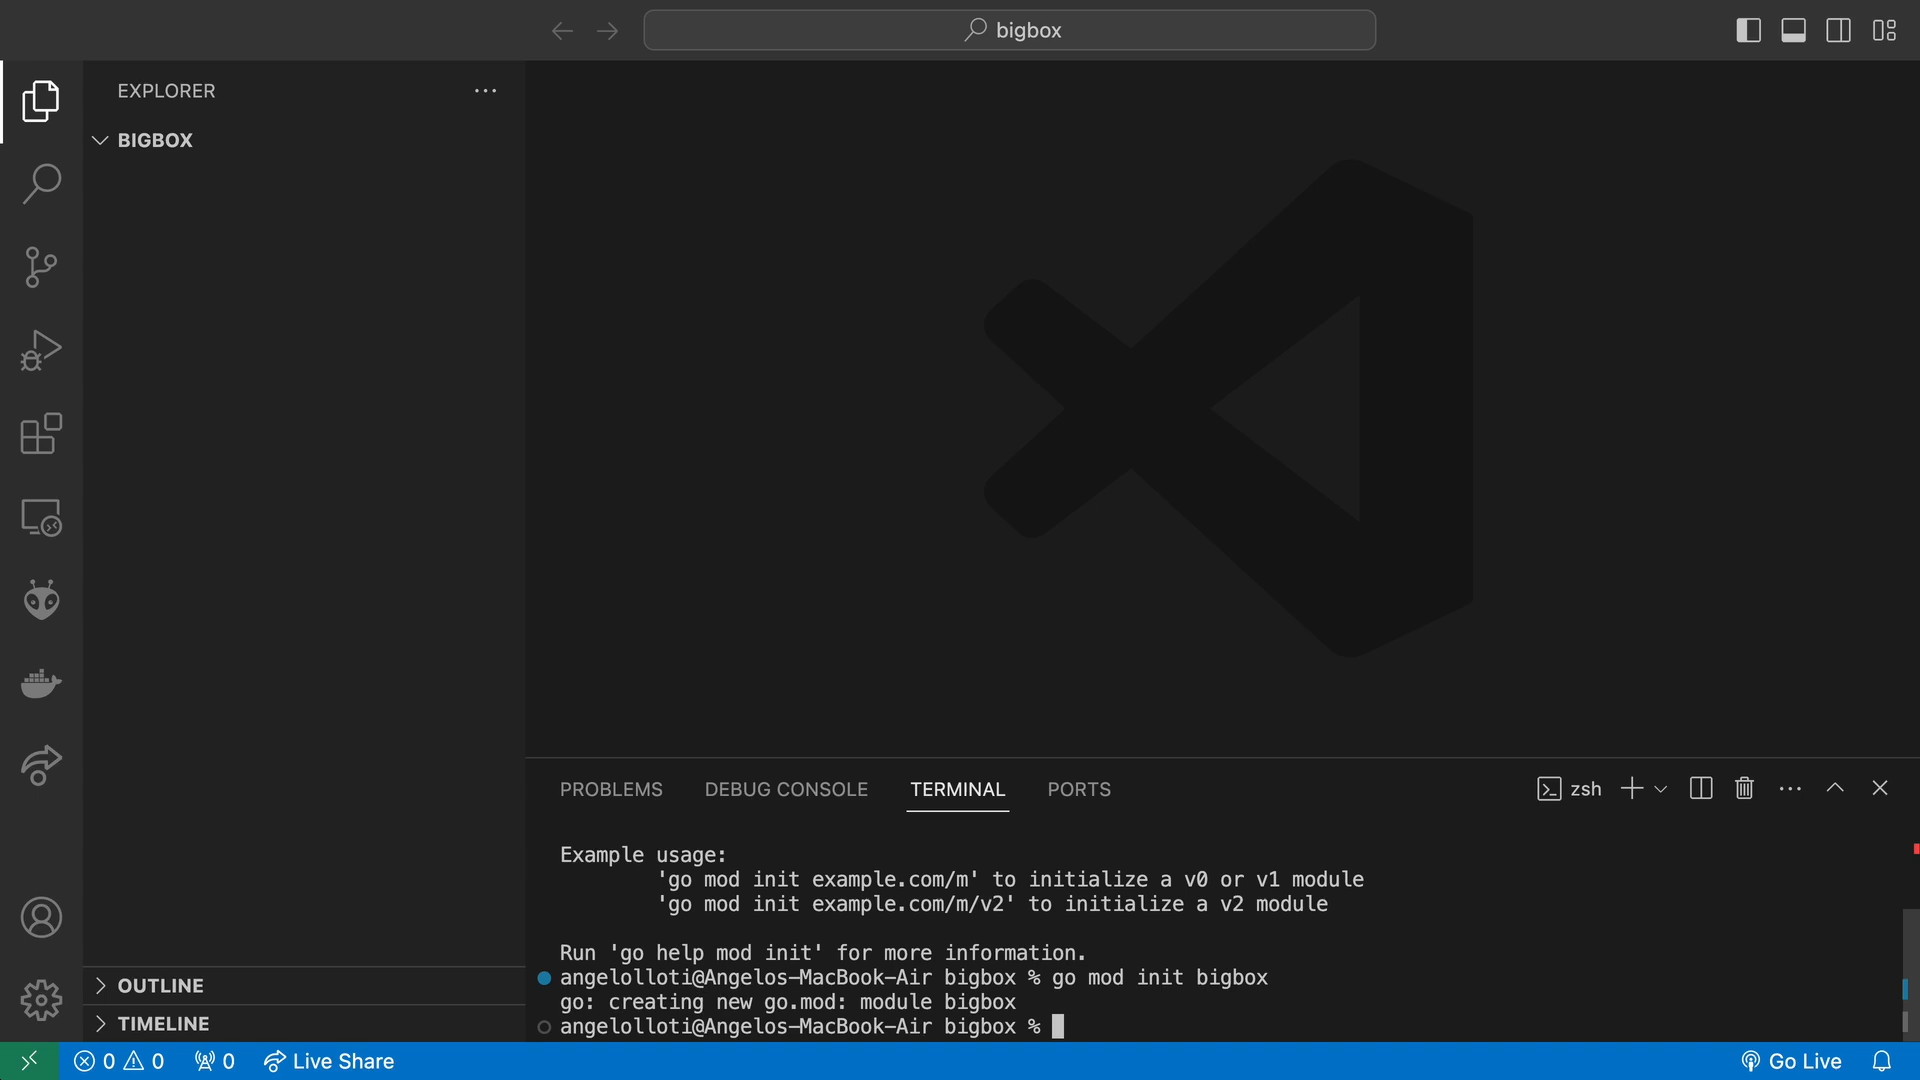 bigbox
EXPLORER
BIGBOX
OUTLINE
TIMELINE
PROBLEMS DEBUG CONSOLE TERMINAL PORTS
zsh
Example usage:
'go mod init example.com/m' to initialize a v0 or v1 module
'go mod init example.com/m/v2' to initialize a v2 module
Run 'go help mod init' for more information.
angelolloti@Angelos-MacBook-Air bigbox % go mod init bigbox
go: creating new go.mod: module bigbox
angelolloti@Angelos-MacBook-Air bigbox %
0 0 0 Live Share Go Live